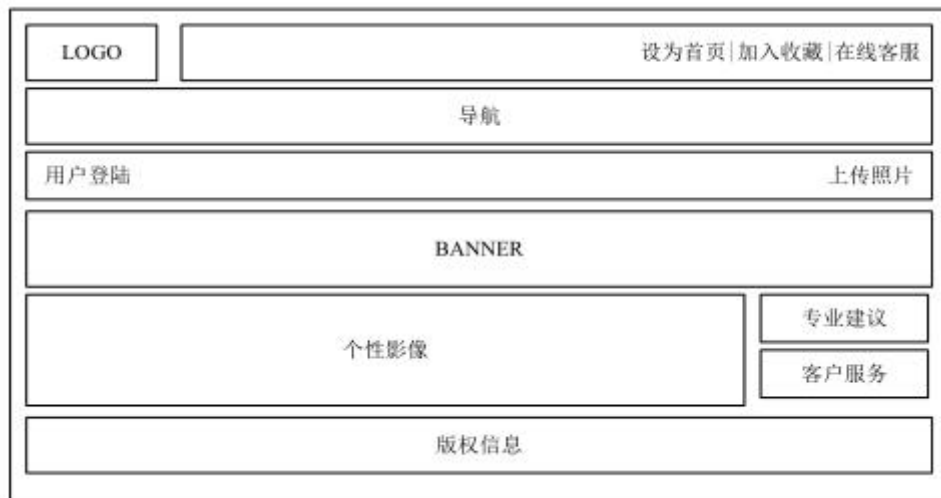 LOGO
设为首页|加入收藏|在线客服
导航
用户登陆 上传照片
BANNER
个性影像
专业建议
客户服务
版权信息